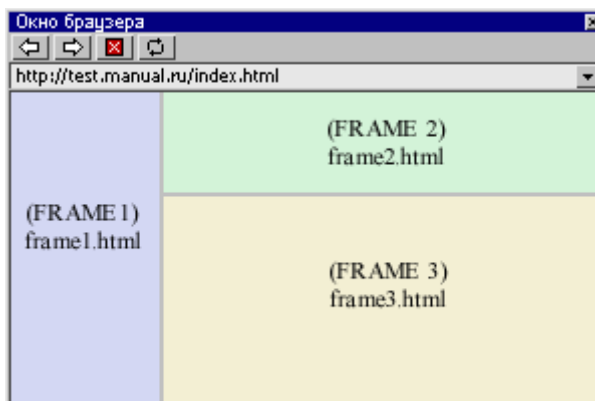 Окно браузера
http://test.manual.ru/index.html
(FRAME 1)
frame1.html
(FRAME 2)
frame2.html
(FRAME 3)
frame3.html